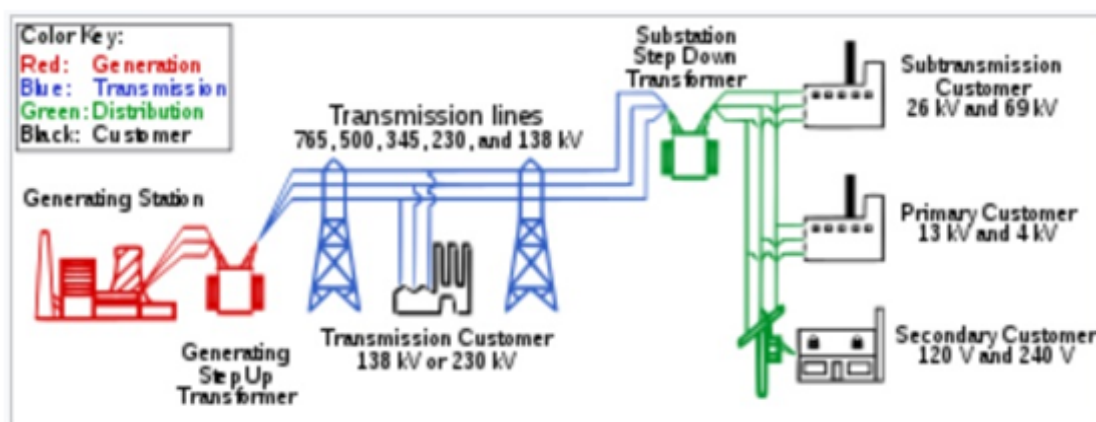 Color Key:
Red: Generation
Blue: Transmission
Green: Distribution
Black: Customer
Substation
Step Down
Transformer
Subtransmission
Customer
26 kV and 69 kV
Transmission lines
765, 500, 345, 230, and 138 kV
Generating Station
Primary Customer
13 kV and 4 kV
Transmission Customer
138 kV or 230 kV
Secondary Customer
120 V and 240 V
Generating
Step Up
Transformer